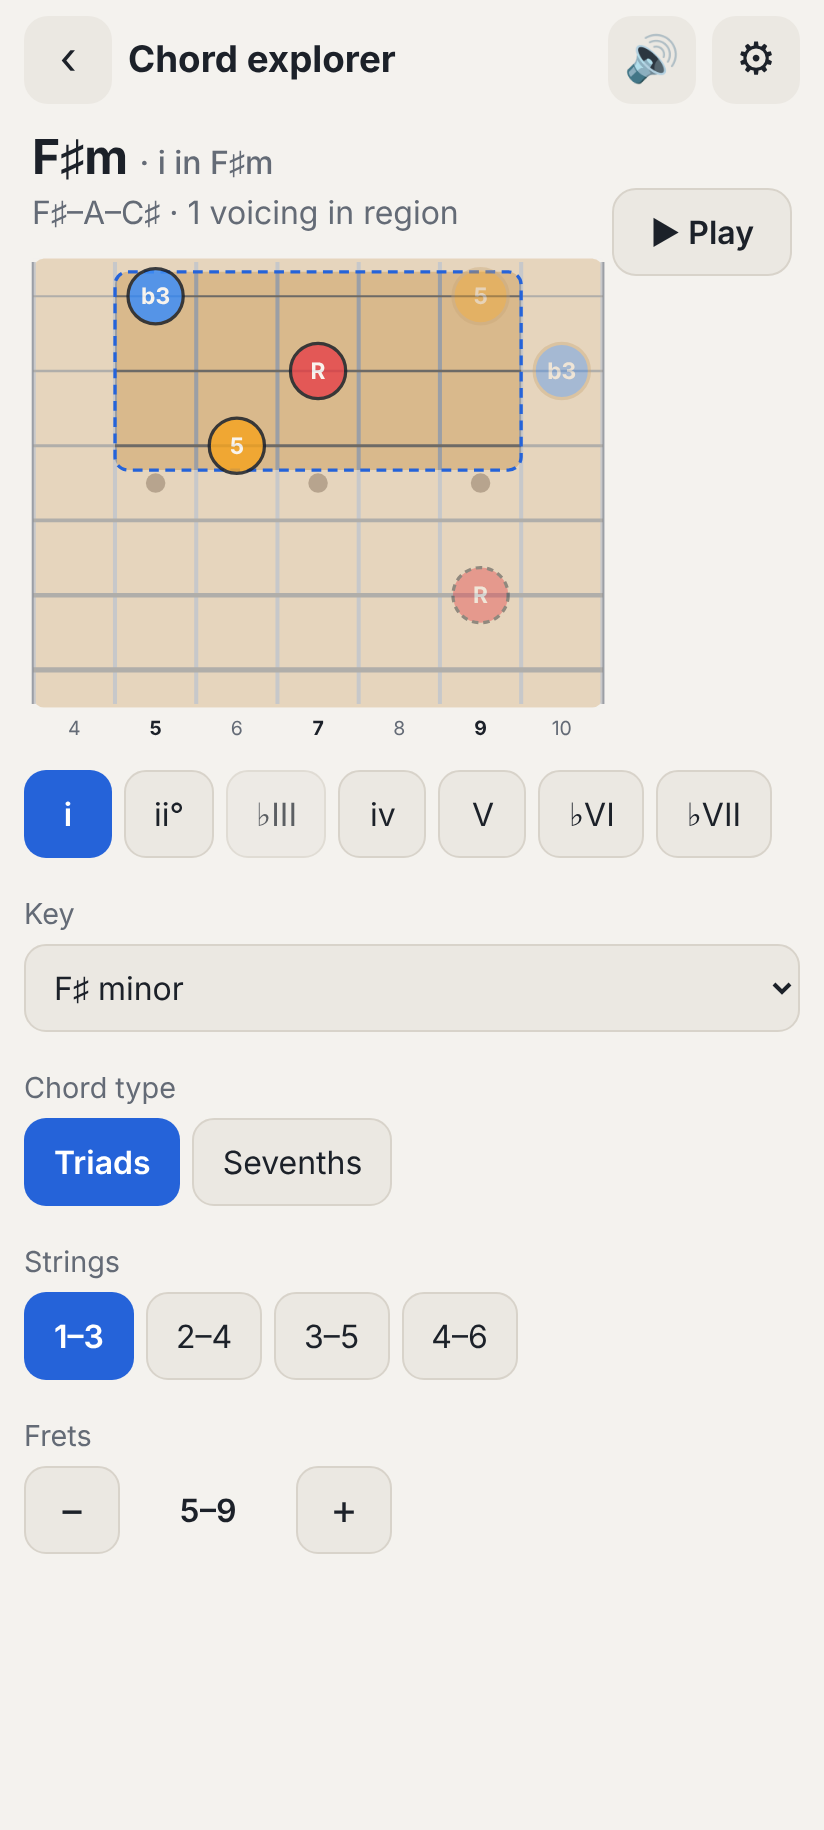 ‹ Chord explorer 🔊 ⚙
F♯m · i in F♯m
F♯–A–C♯ · 1 voicing in region
▶ Play
b3 5
R b3
5
R
4 5 6 7 8 9 10
i ii° ♭III iv V ♭VI ♭VII
Key
F♯ minor
Chord type
Triads Sevenths
Strings
1–3 2–4 3–5 4–6
Frets
− 5–9 +